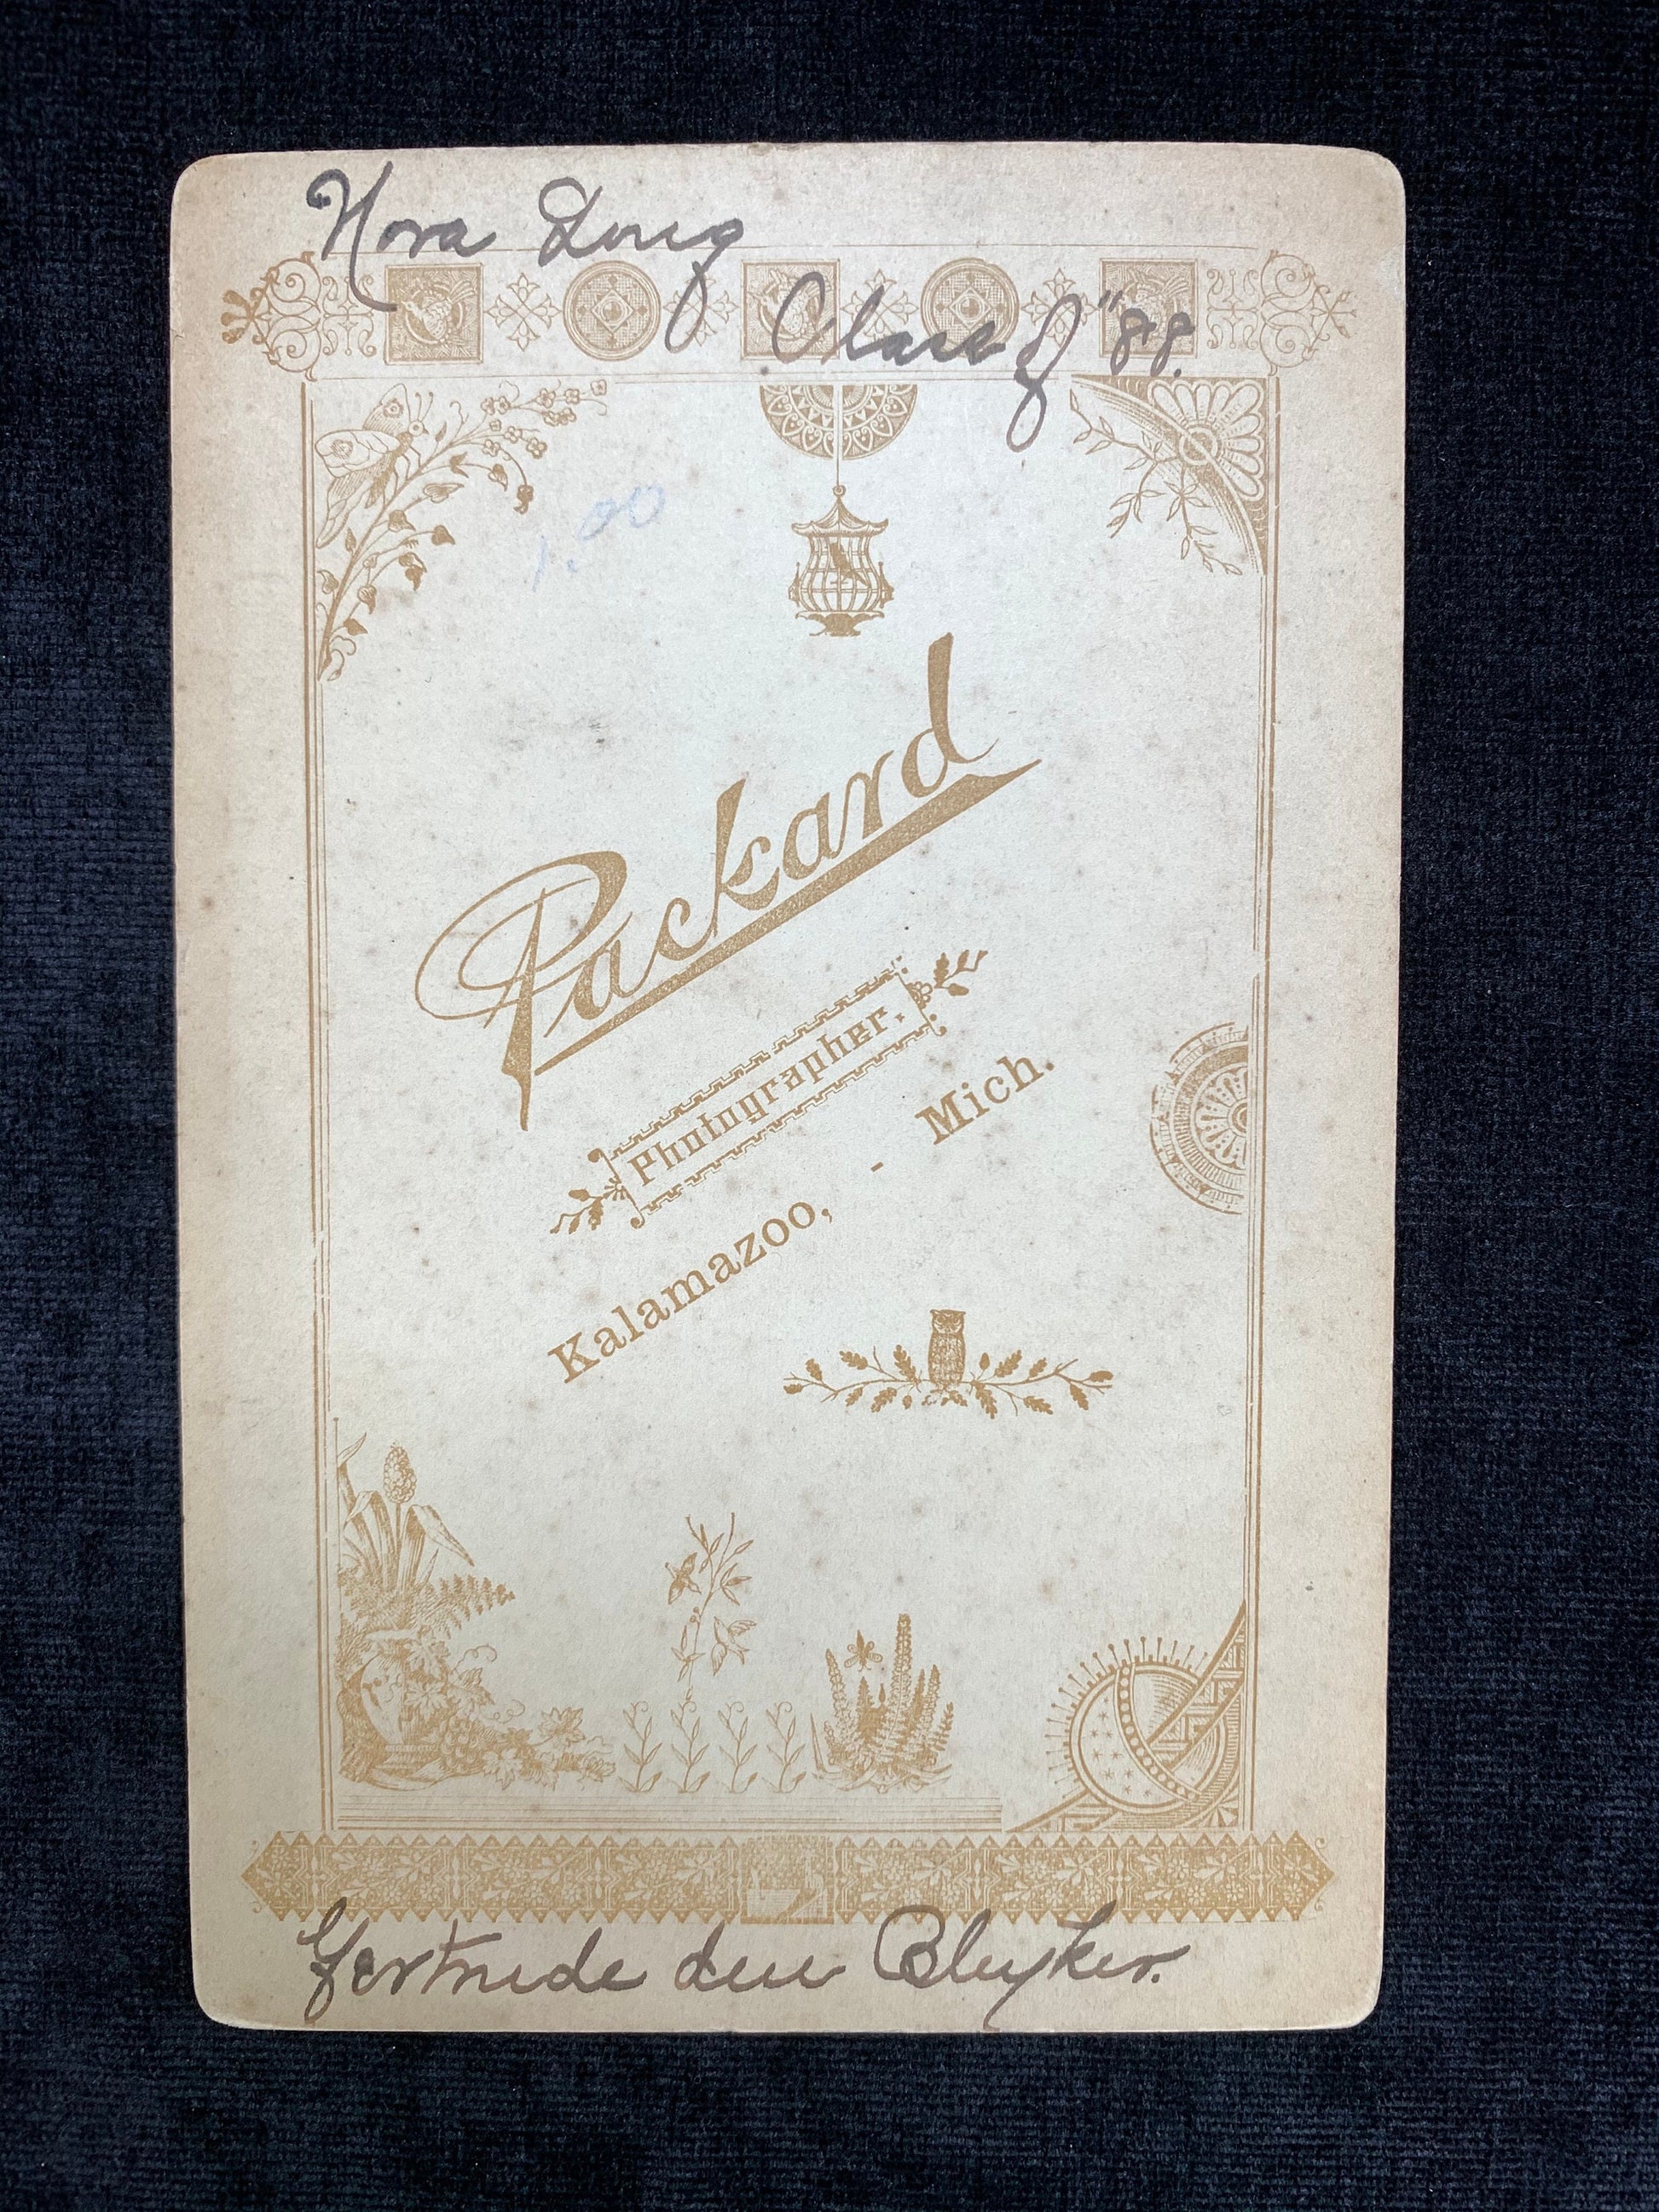 Nora Long
Class of "88.
1.00
Packard
Photographer.
Kalamazoo, - Mich.
Gertrude den Bleyker.